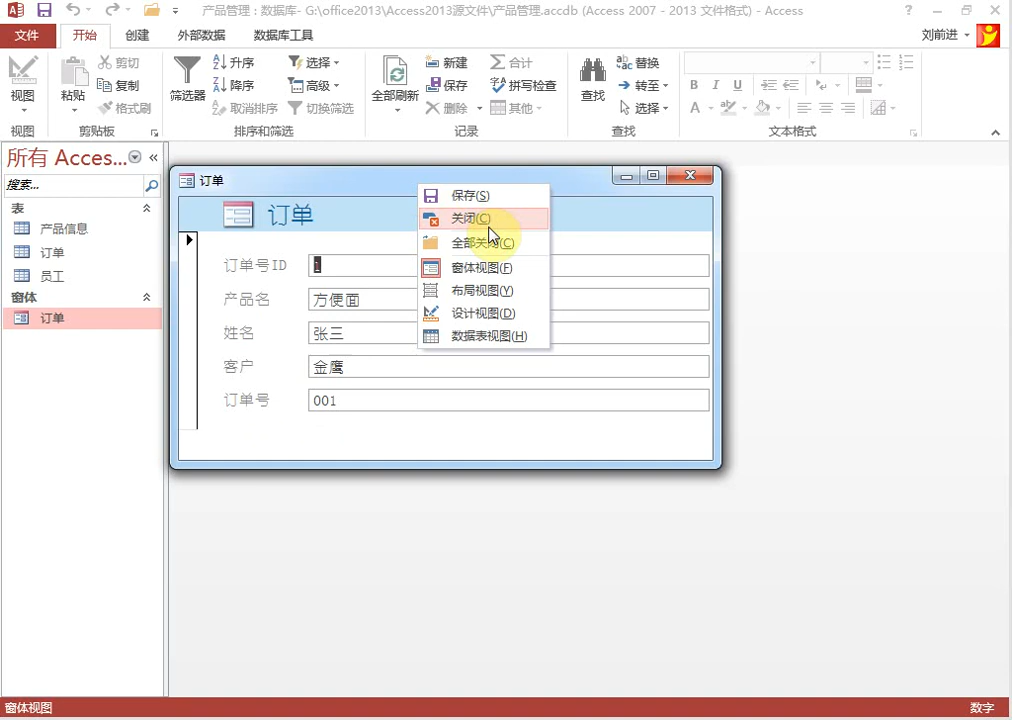 产品管理 : 数据库- G:\office2013\Access2013源文件\产品管理.accdb (Access 2007 - 2013 文件格式) - Access
文件
开始
创建
外部数据
数据库工具
刘前进
视图
粘贴
剪切
复制
格式刷
筛选器
升序
降序
取消排序
选择
高级
切换筛选
全部刷新
新建
保存
删除
合计
拼写检查
其他
查找
替换
转至
选择
B I U
A
视图
剪贴板
排序和筛选
记录
查找
文本格式
所有 Acces...
搜索...
表
产品信息
订单
员工
窗体
订单
订单
订单
订单号ID
1
产品名
方便面
姓名
张三
客户
金鹰
订单号
001
保存(S)
关闭(C)
全部关闭(C)
窗体视图(F)
布局视图(Y)
设计视图(D)
数据表视图(H)
窗体视图
数字